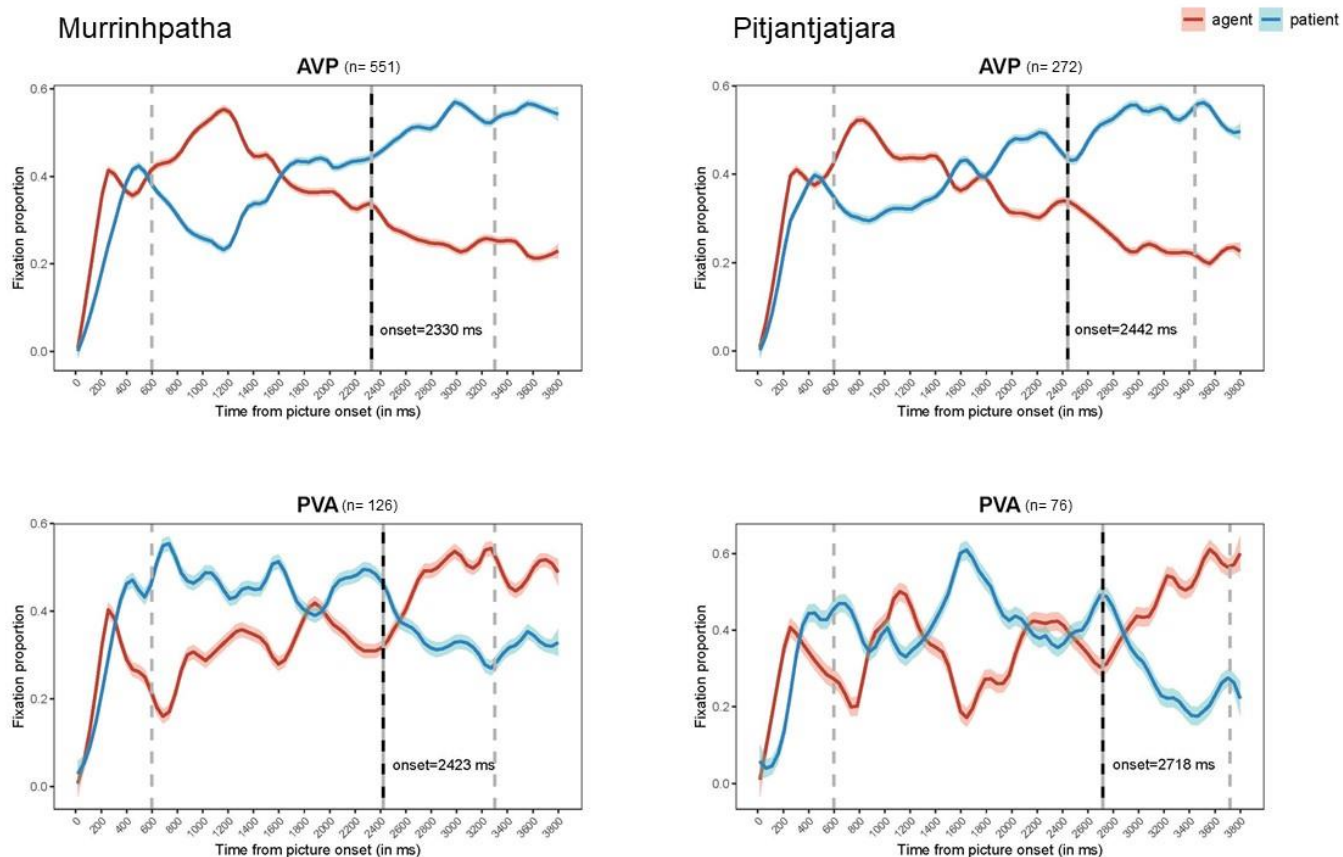 Murrinhpatha
Pitjantjatjara
agent patient
AVP (n= 551)
0.6
0.4
0.2
0.0
Fixation proportion
onset=2330 ms
0 200 400 600 800 1000 1200 1400 1600 1800 2000 2200 2400 2600 2800 3000 3200 3400 3600 3800
Time from picture onset (in ms)
AVP (n= 272)
0.6
0.4
0.2
0.0
Fixation proportion
onset=2442 ms
0 200 400 600 800 1000 1200 1400 1600 1800 2000 2200 2400 2600 2800 3000 3200 3400 3600 3800
Time from picture onset (in ms)
PVA (n= 126)
0.6
0.4
0.2
0.0
Fixation proportion
onset=2423 ms
0 200 400 600 800 1000 1200 1400 1600 1800 2000 2200 2400 2600 2800 3000 3200 3400 3600 3800
Time from picture onset (in ms)
PVA (n= 76)
0.6
0.4
0.2
0.0
Fixation proportion
onset=2718 ms
0 200 400 600 800 1000 1200 1400 1600 1800 2000 2200 2400 2600 2800 3000 3200 3400 3600 3800
Time from picture onset (in ms)